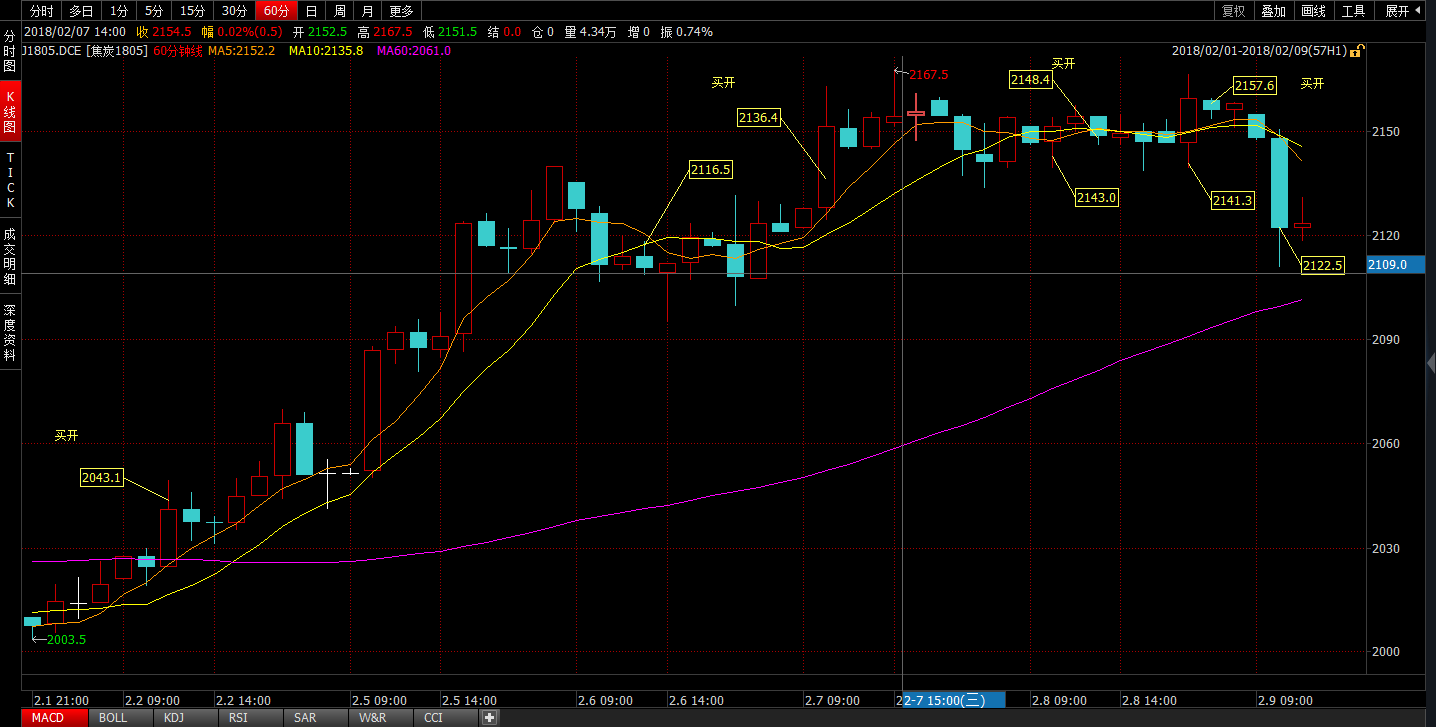 分时 多日 1分 5分 15分 30分 60分 日 周 月 更多 复权 叠加 画线 工具 展开
2018/02/07 14:00 收 2154.5 幅 0.02%(0.5) 开 2152.5 高 2167.5 低 2151.5 结 0.0 仓 0 量 4.34万 增 0 振 0.74%
J1805.DCE [焦炭1805] 60分钟线 MA5:2152.2 MA10:2135.8 MA60:2061.0 2018/02/01-2018/02/09(57H1)
分时图
K线图
TICK
成交明细
深度资料
买开
2148.4
2167.5
买开
2157.6
买开
2136.4
2150
2116.5
2143.0
2141.3
2120
2122.5
2109.0
2090
买开
2060
2043.1
2030
2003.5
2000
2.1 21:00 2.2 09:00 2.2 14:00 2.5 09:00 2.5 14:00 2.6 09:00 2.6 14:00 2.7 09:00 2 2-7 15:00(三) 2.8 09:00 2.8 14:00 2.9 09:00
MACD BOLL KDJ RSI SAR W&R CCI